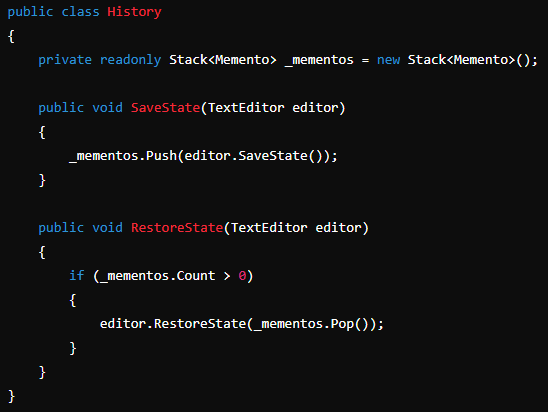 public class History
{
    private readonly Stack<Memento> _mementos = new Stack<Memento>();

    public void SaveState(TextEditor editor)
    {
        _mementos.Push(editor.SaveState());
    }

    public void RestoreState(TextEditor editor)
    {
        if (_mementos.Count > 0)
        {
            editor.RestoreState(_mementos.Pop());
        }
    }
}